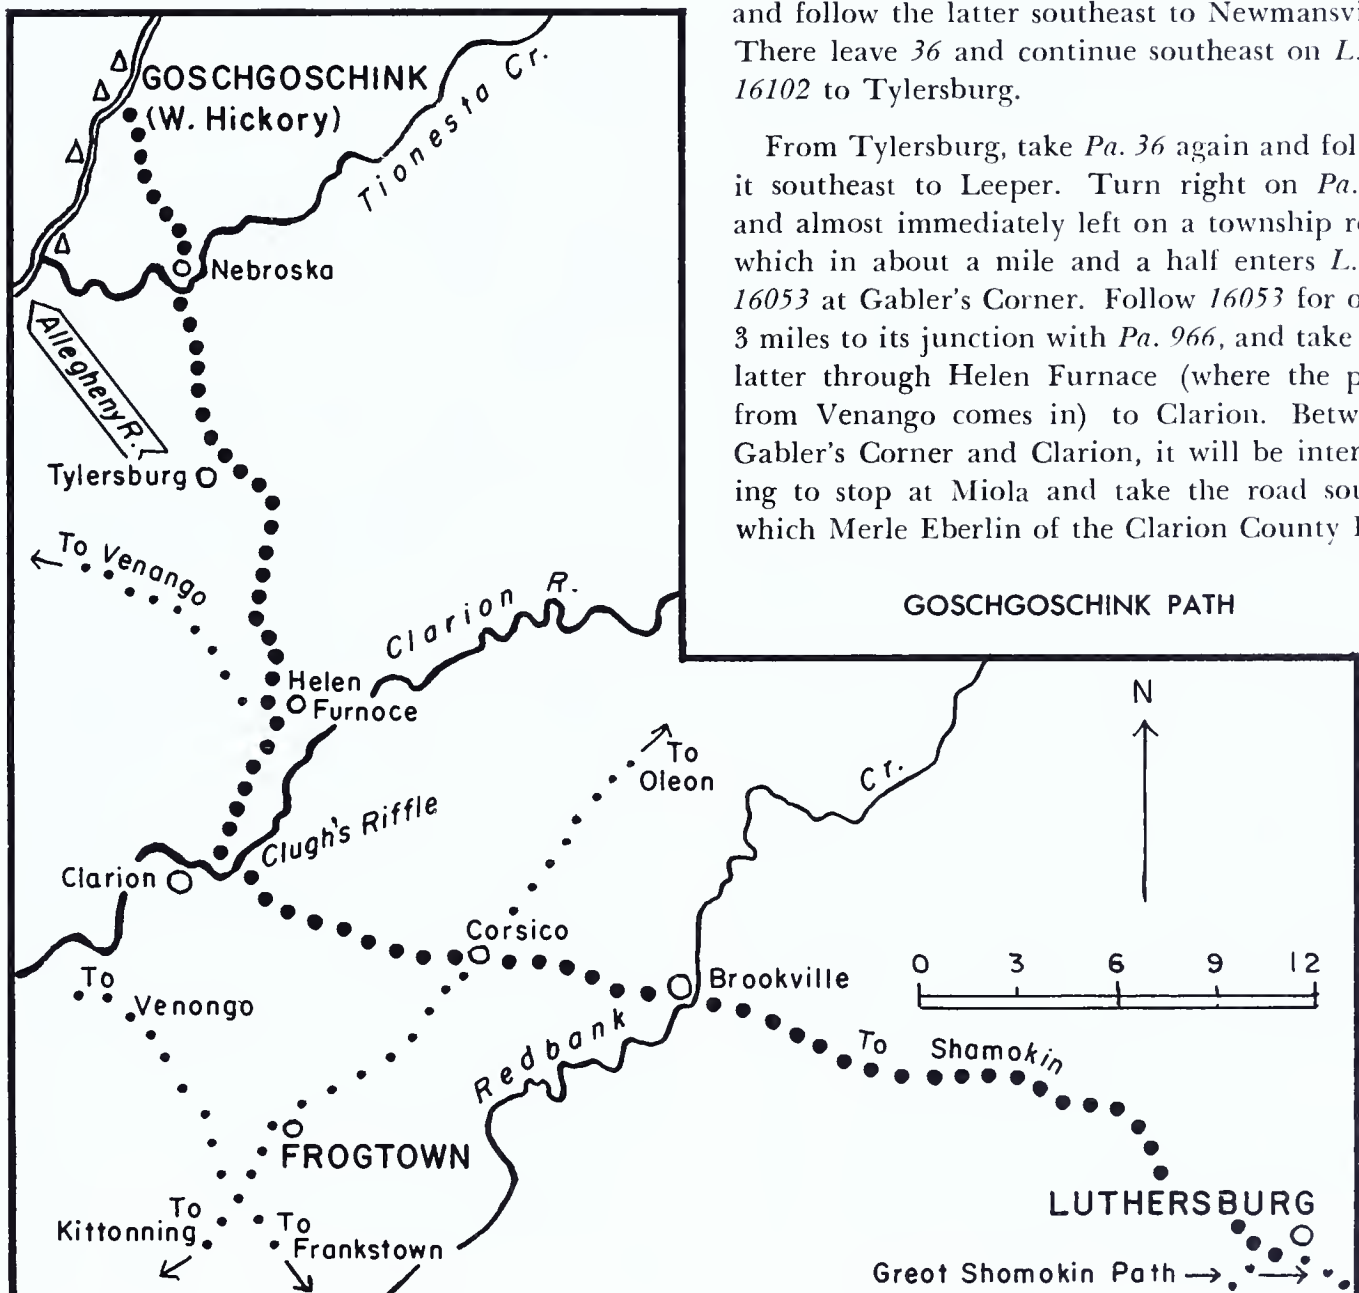 and follow the latter southeast to Newmansvi
There leave 36 and continue southeast on L.
16102 to Tylersburg.
From Tylersburg, take Pa. 36 again and fol
it southeast to Leeper. Turn right on Pa.
and almost immediately left on a township r
which in about a mile and a half enters L.
16053 at Gabler's Corner. Follow 16053 for o
3 miles to its junction with Pa. 966, and take
latter through Helen Furnace (where the p
from Venango comes in) to Clarion. Betw
Gabler's Corner and Clarion, it will be inter
ing to stop at Miola and take the road sou
which Merle Eberlin of the Clarion County
GOSCHGOSCHINK PATH
GOSCHGOSCHINK
(W. Hickory)
Tionesta Cr.
Nebroska
Allegheny R.
Tylersburg
To Venango
Clarion R.
Helen
Furnoce
N
To
Oleon
Cr.
Clugh's Riffle
Clarion
Corsico
0 3 6 9 12
To
Venongo
Brookville
Redbank
To Shamokin
FROGTOWN
To
Kittonning
To
Frankstown
LUTHERSBURG
Greot Shomokin Path